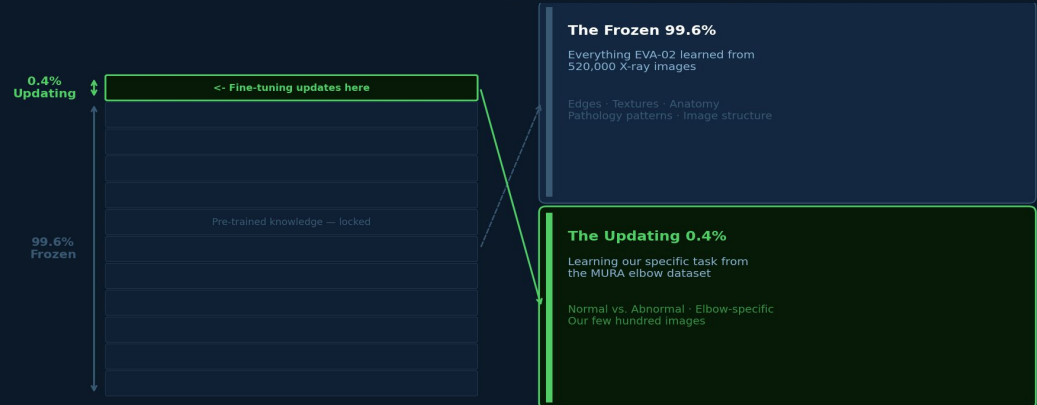 0.4%
Updating
<- Fine-tuning updates here
Pre-trained knowledge — locked
99.6%
Frozen
The Frozen 99.6%
Everything EVA-02 learned from
520,000 X-ray images
Edges · Textures · Anatomy
Pathology patterns · Image structure
The Updating 0.4%
Learning our specific task from
the MURA elbow dataset
Normal vs. Abnormal · Elbow-specific
Our few hundred images